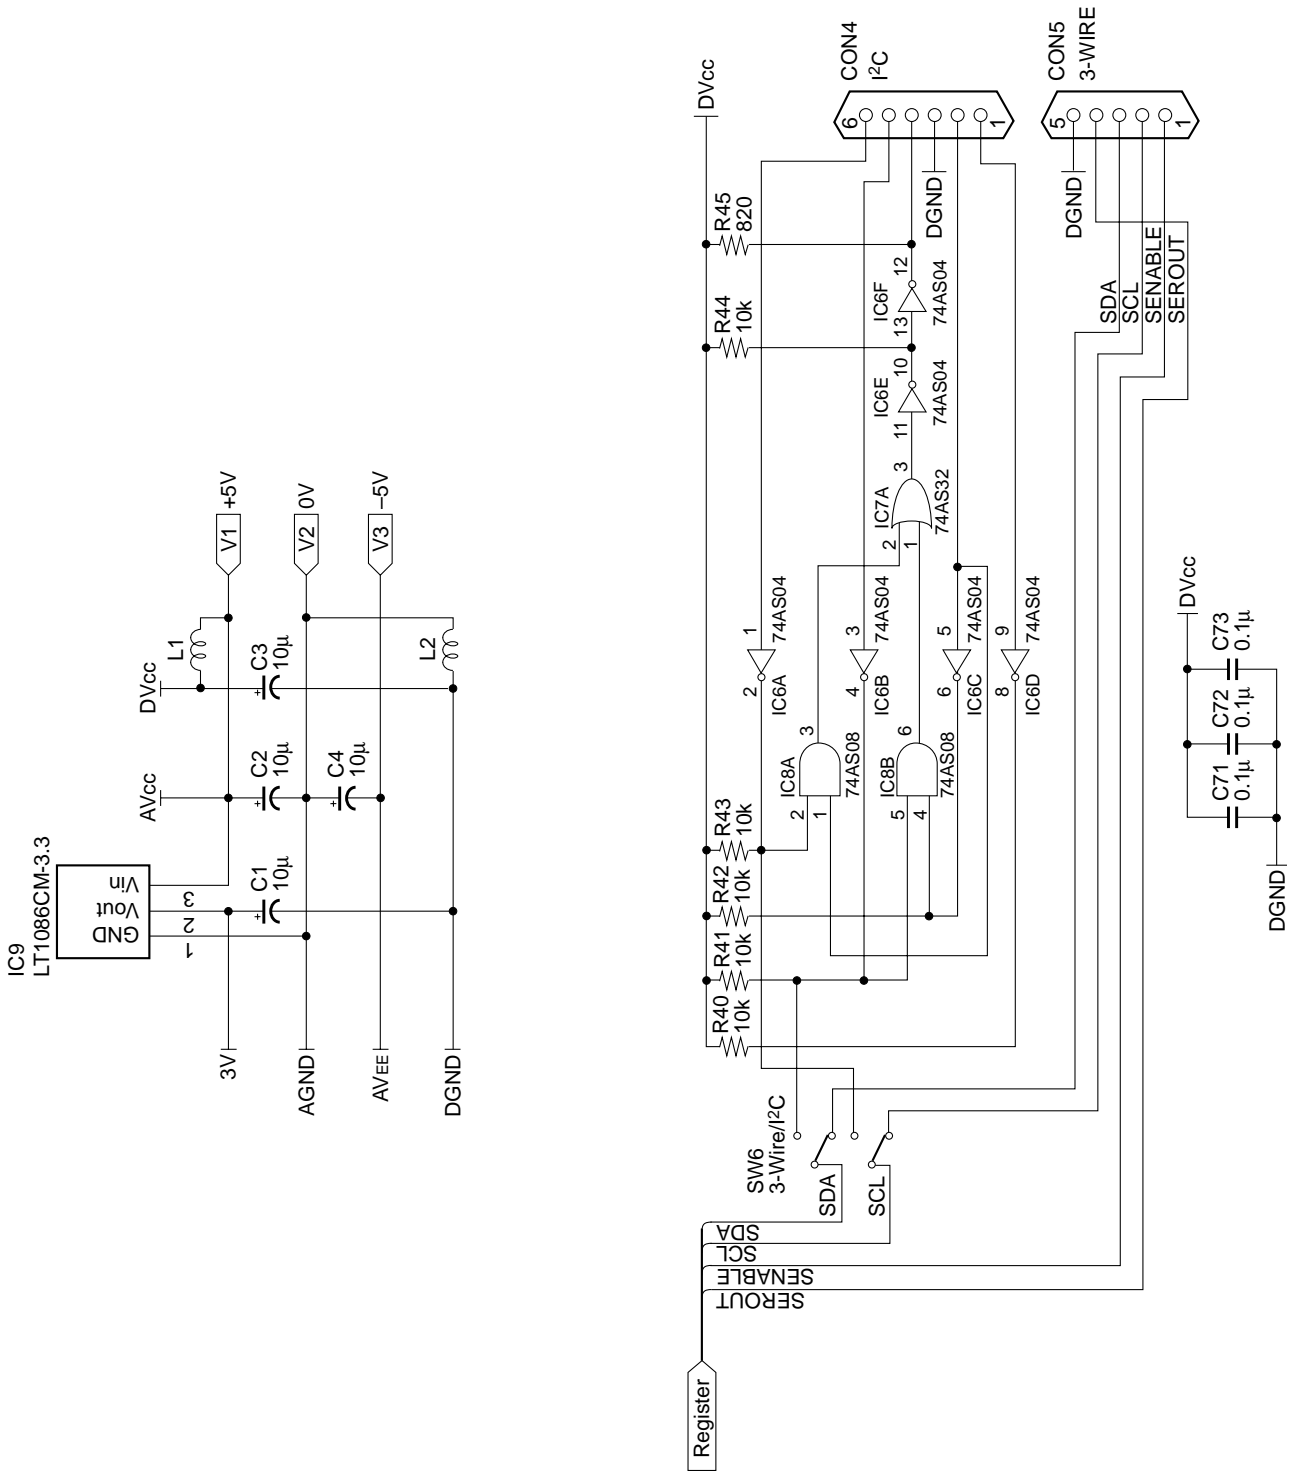 IC9
LT1086CM-3.3
GND
Vout
Vin
1
2
3
3V
AGND
AVEE
DGND
C1
10μ
AVcc
C2
10μ
C4
10μ
DVcc
C3
10μ
L1
L2
V1
+5V
V2
0V
V3
–5V
Register
SDA
SCL
SENABLE
SEROUT
SW6
3-Wire/I²C
SDA
SCL
R40
10k
R41
10k
R42
10k
R43
10k
R44
10k
R45
820
DVcc
IC8A
74AS08
2
1
3
IC8B
74AS08
5
4
6
IC6A
74AS04
2
1
IC6B
74AS04
4
3
IC6C
74AS04
6
5
IC6D
74AS04
8
9
IC7A
74AS32
2
1
3
IC6E
74AS04
11
10
IC6F
74AS04
13
12
CON4
I²C
6
1
DGND
CON5
3-WIRE
5
1
DGND
SDA
SCL
SENABLE
SEROUT
DVcc
C71
0.1μ
C72
0.1μ
C73
0.1μ
DGND